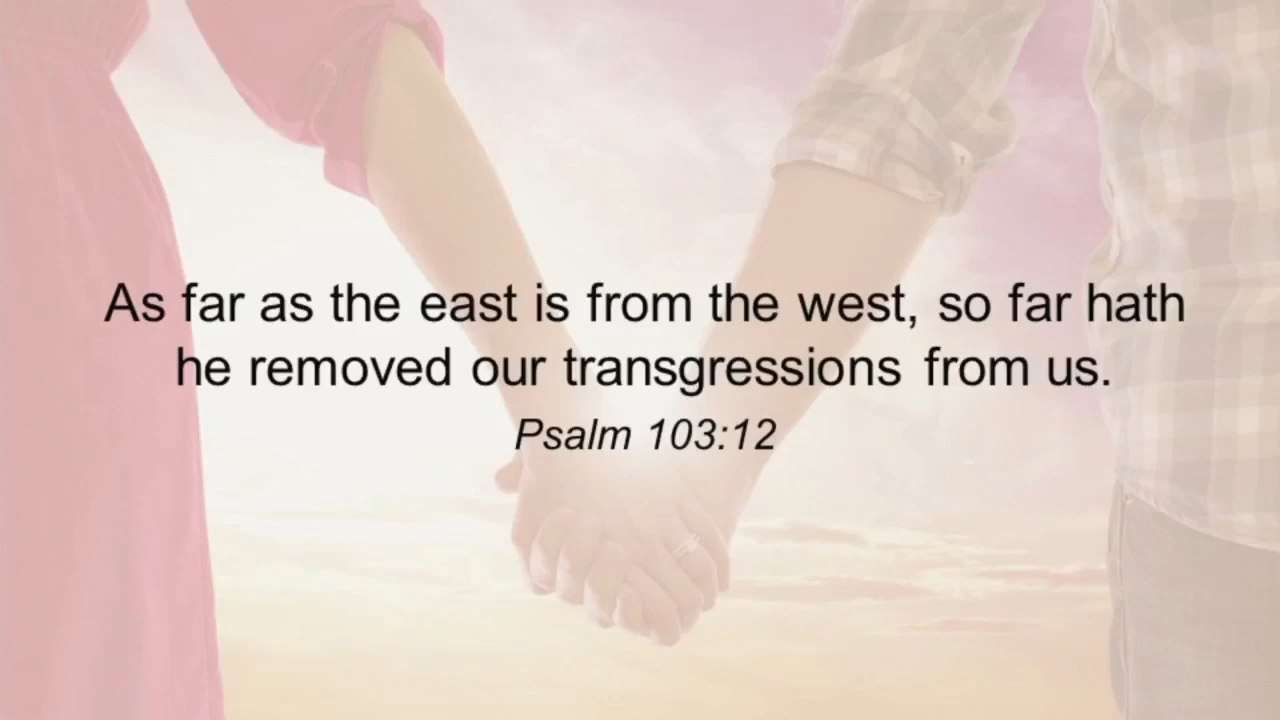 As far as the east is from the west, so far hath
he removed our transgressions from us.
Psalm 103:12